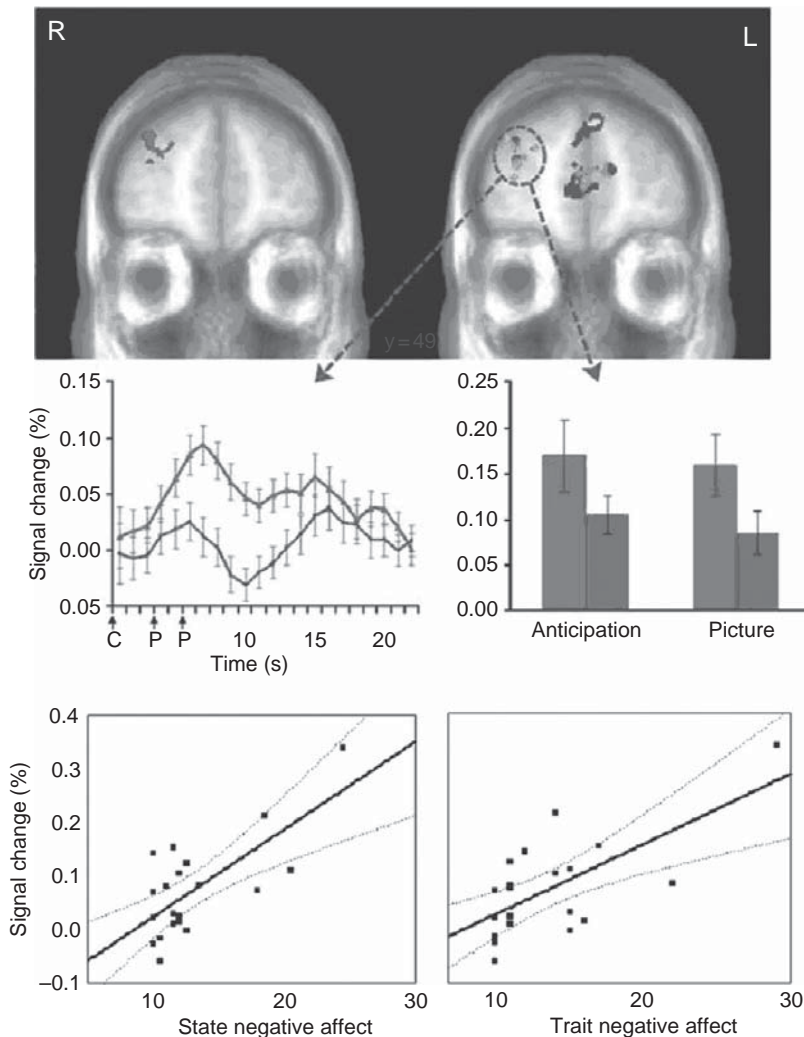 R
L
y=49
0.15
0.10
0.05
0.00
0.05
Signal change (%)
C P P 10 15 20
Time (s)
0.25
0.20
0.15
0.10
0.05
0.00
Anticipation Picture
0.4
0.3
0.2
0.1
0.0
–0.1
Signal change (%)
10 20 30
State negative affect
10 20 30
Trait negative affect